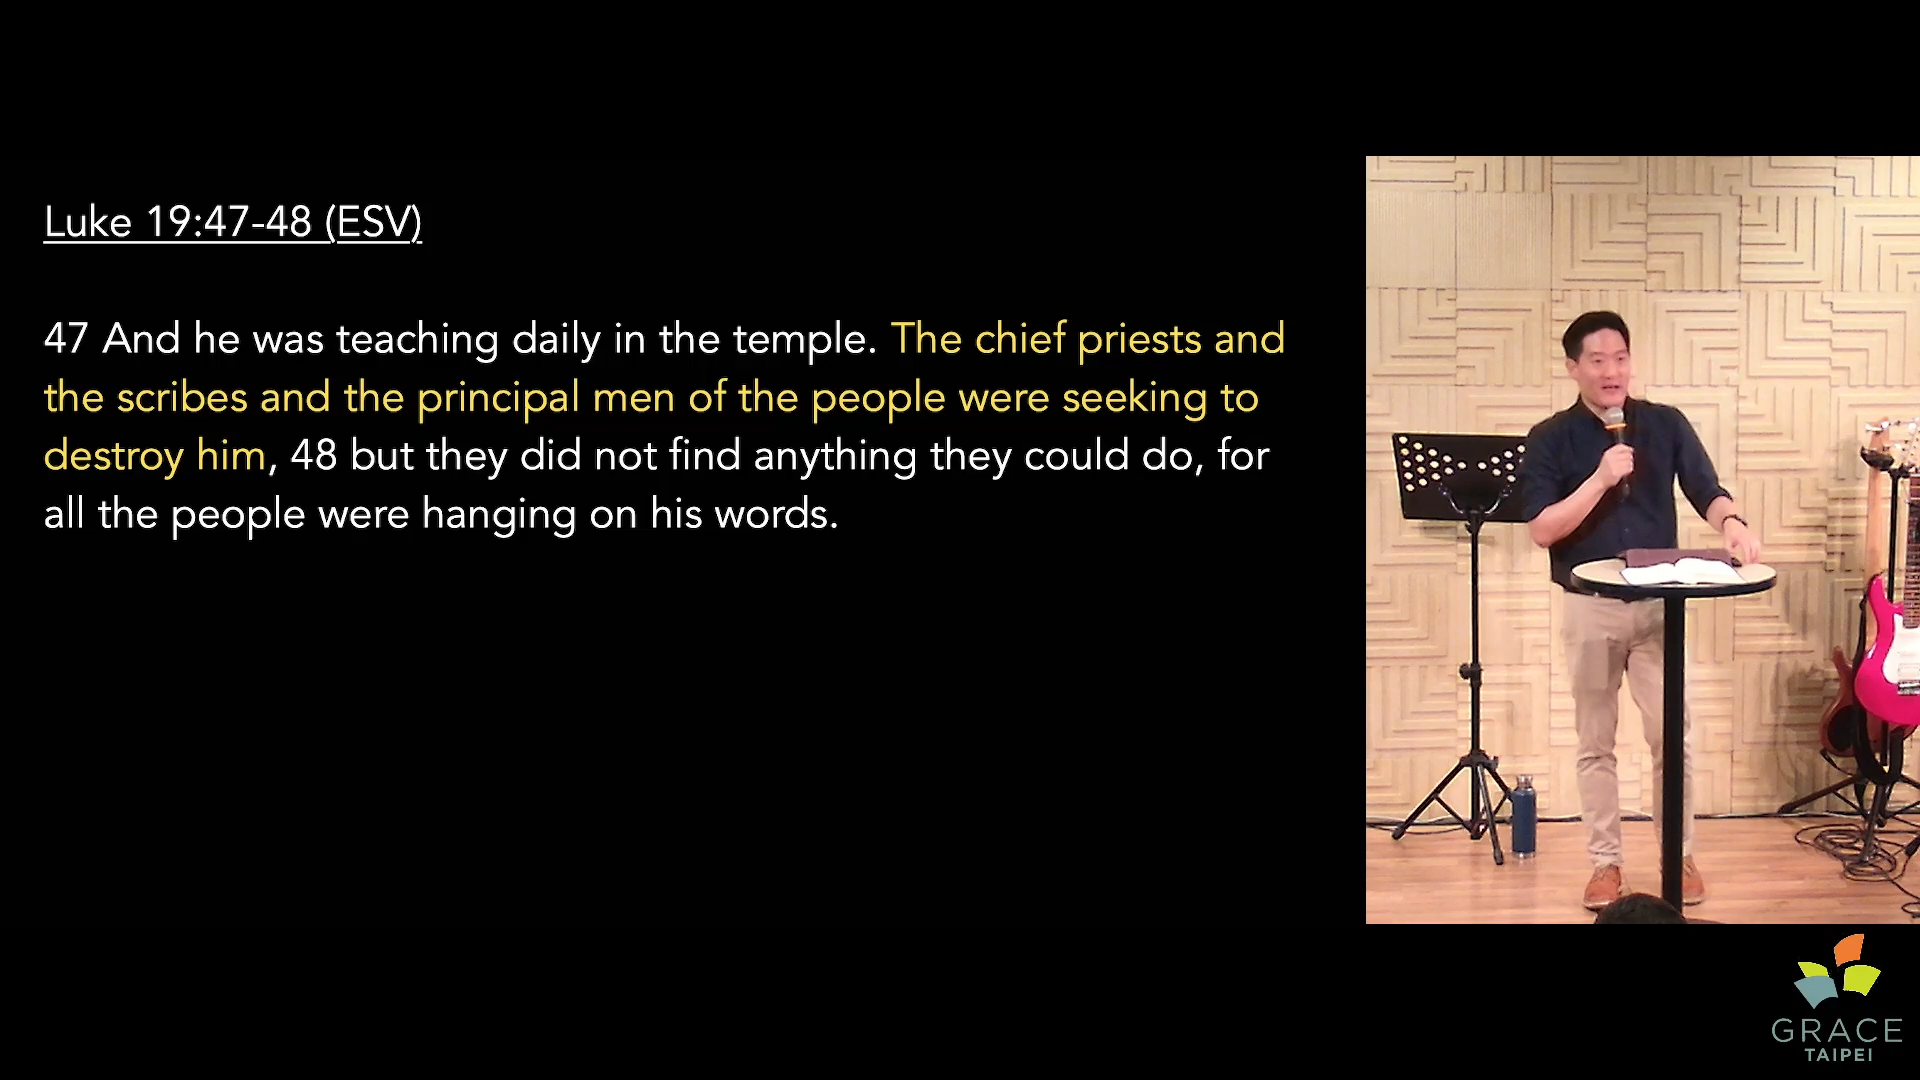 Luke 19:47-48 (ESV)
47 And he was teaching daily in the temple. The chief priests and
the scribes and the principal men of the people were seeking to
destroy him, 48 but they did not find anything they could do, for
all the people were hanging on his words.
GRACE
TAIPEI